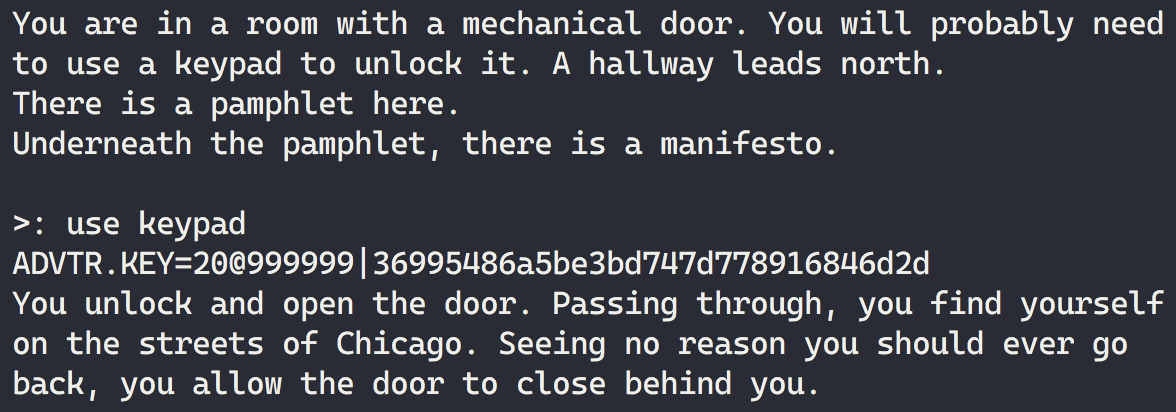 You are in a room with a mechanical door. You will probably need
to use a keypad to unlock it. A hallway leads north.
There is a pamphlet here.
Underneath the pamphlet, there is a manifesto.

>: use keypad
ADVTR.KEY=20@999999|36995486a5be3bd747d778916846d2d
You unlock and open the door. Passing through, you find yourself
on the streets of Chicago. Seeing no reason you should ever go
back, you allow the door to close behind you.